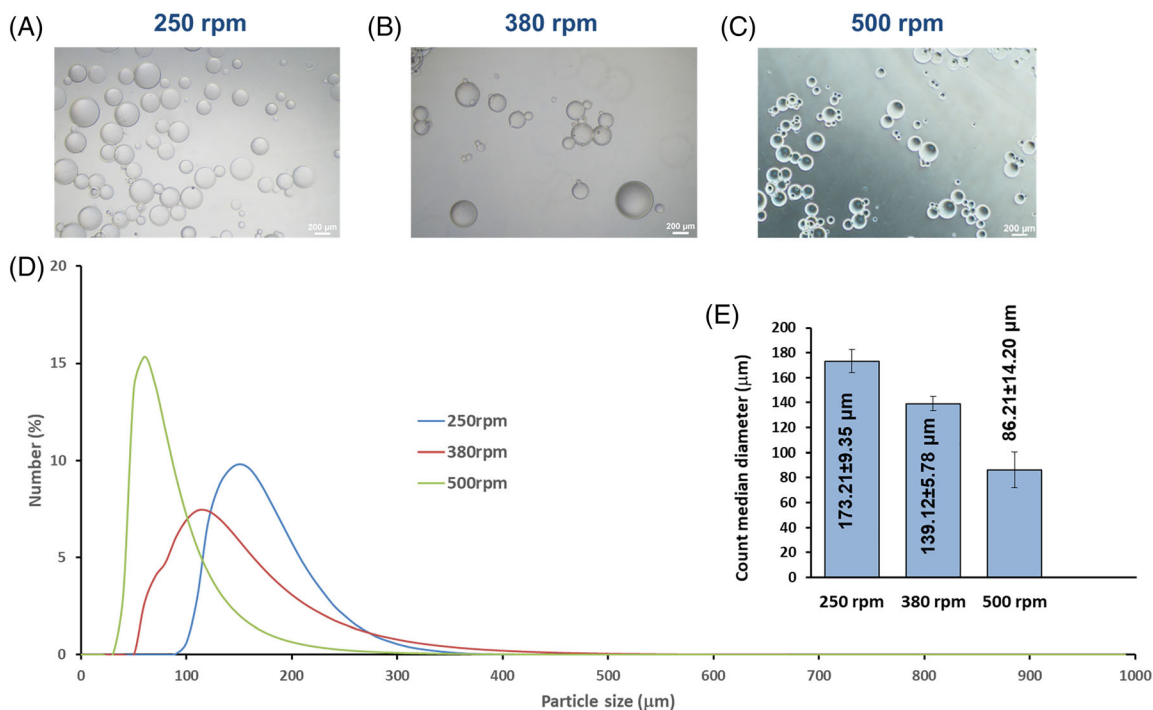 (A) 250 rpm
(B) 380 rpm
(C) 500 rpm
200 µm
200 µm
200 µm
(D)
20
15
10
5
0
Number (%)
0 100 200 300 400 500 600 700 800 900 1000
Particle size (µm)
250rpm
380rpm
500rpm
(E)
200
180
160
140
120
100
80
60
40
20
0
Count median diameter (µm)
173.21±9.35 µm
139.12±5.78 µm
86.21±14.20 µm
250 rpm 380 rpm 500 rpm